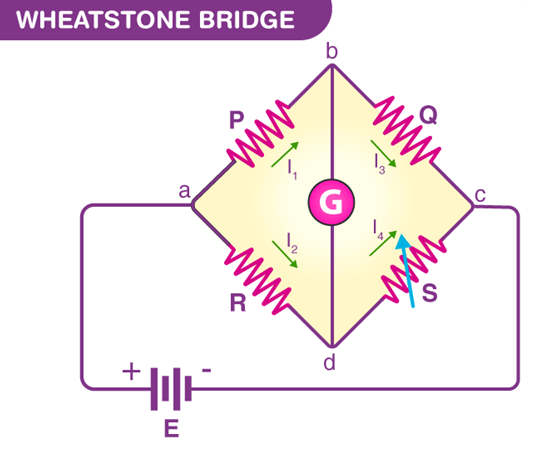 WHEATSTONE BRIDGE
b
P
Q
I₁
I₃
a
G
c
I₂
I₄
R
S
d
+
-
E